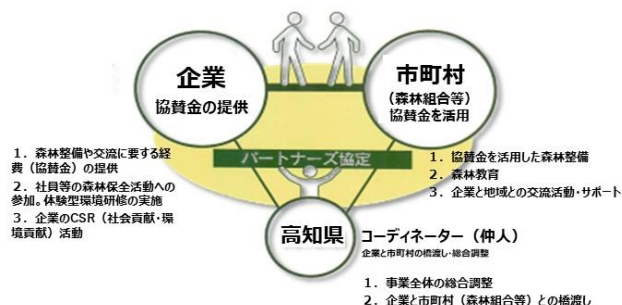 企業
協賛金の提供
市町村
(森林組合等)
協賛金を活用
パートナーズ協定
1．森林整備や交流に要する経
費（協賛金）の提供
2．社員等の森林保全活動への
参加。体験型環境研修の実施
3．企業のCSR（社会貢献・環
境貢献）活動
1．協賛金を活用した森林整備
2．森林教育
3．企業と地域との交流活動・サポート
高知県
コーディネーター（仲人）
企業と市町村の橋渡し・総合調整
1．事業全体の総合調整
2．企業と市町村（森林組合等）との橋渡し